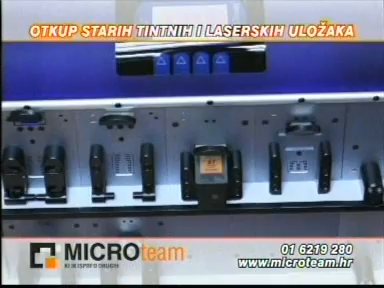 OTKUP STARIH TINTNIH I LASERSKIH ULOŽAKA
MICROteam
01 6219 280
www.microteam.hr